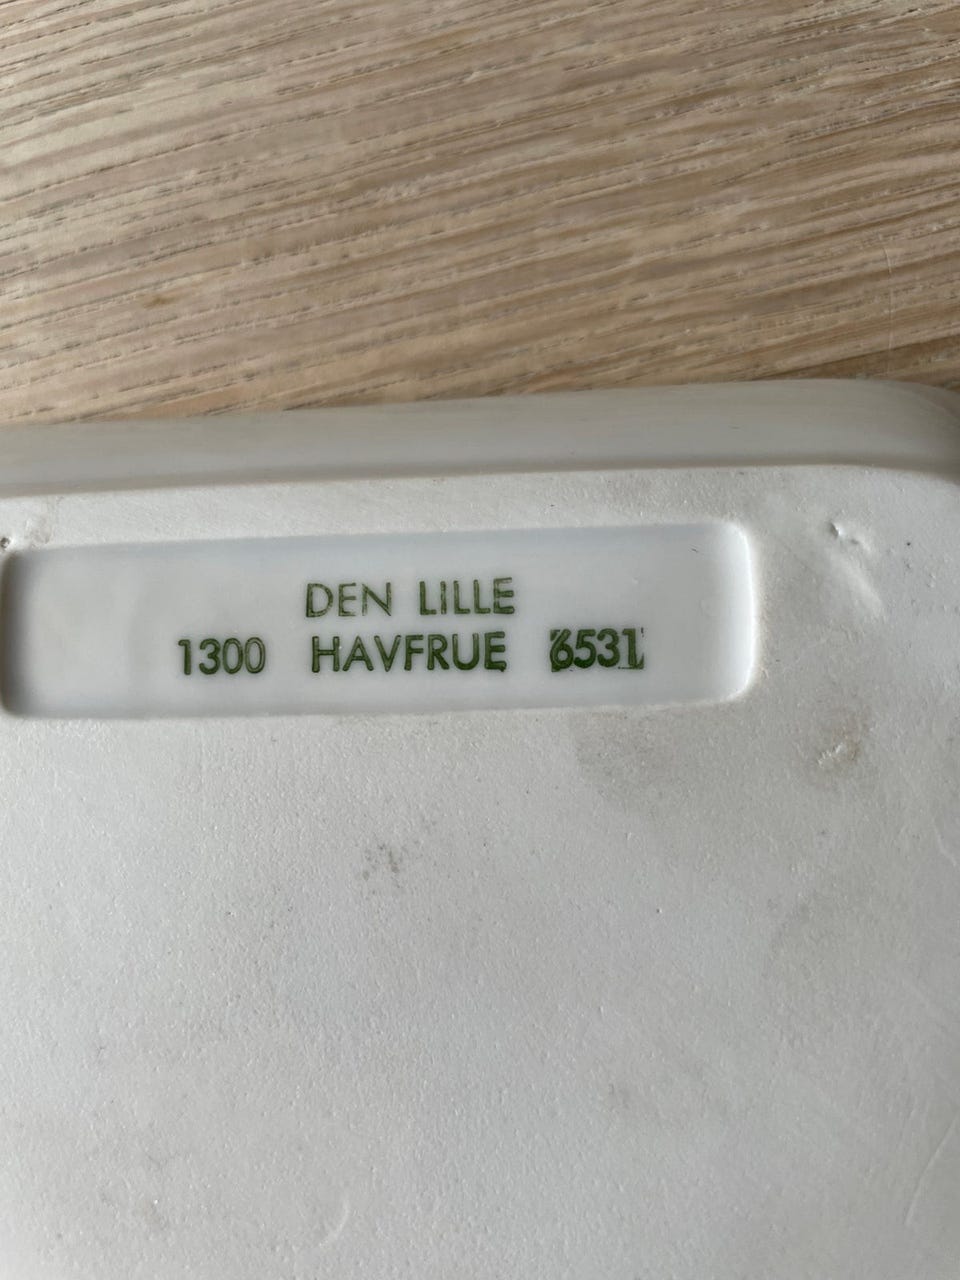 DEN LILLE
1300 HAVFRUE 6531